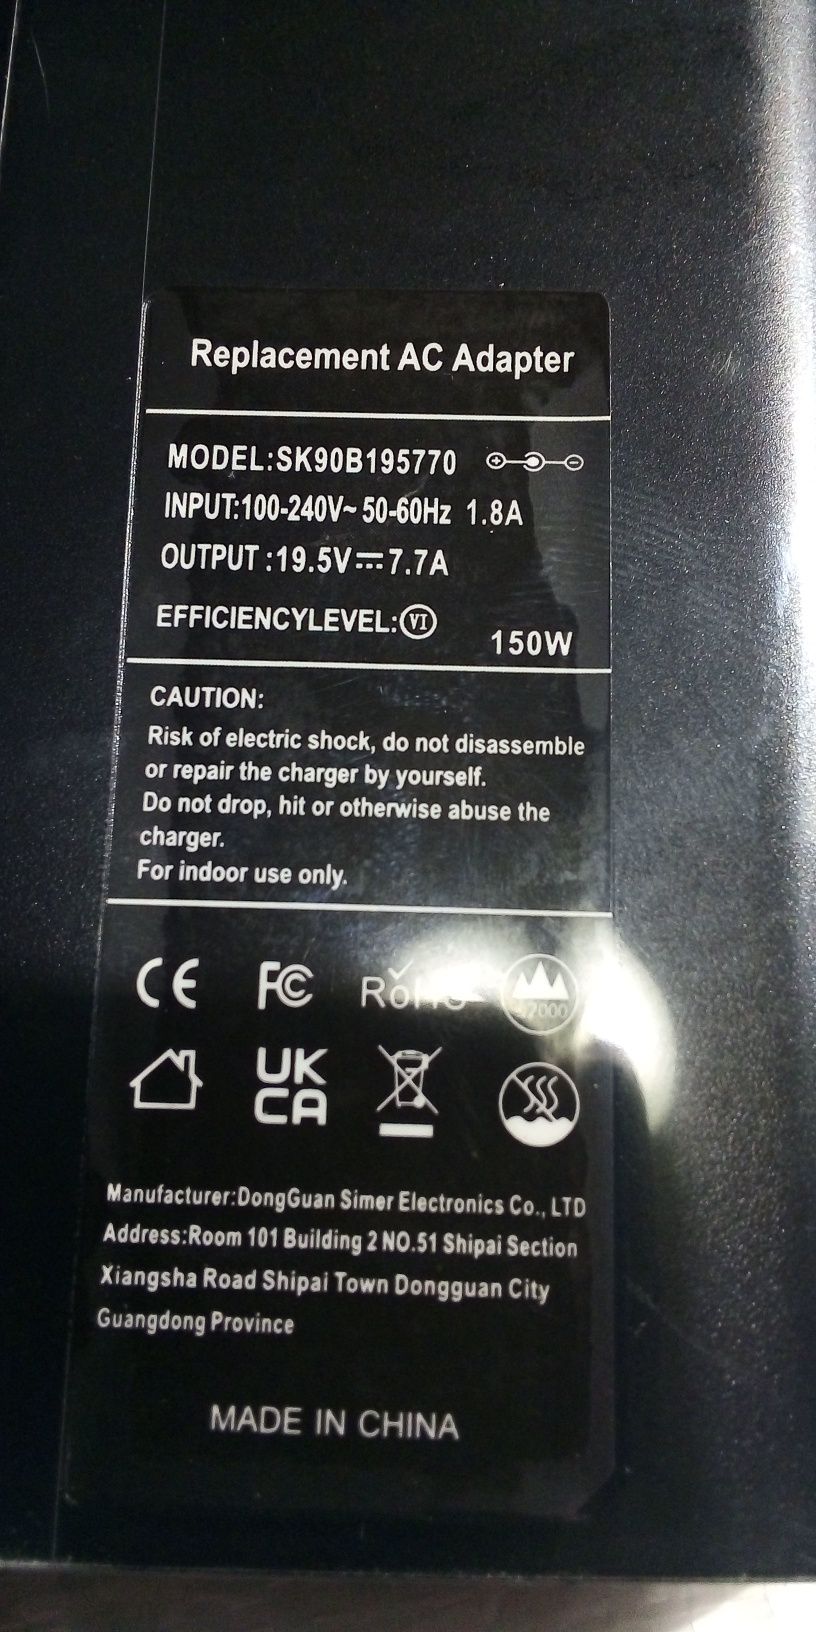 Replacement AC Adapter
MODEL:SK90B195770
INPUT:100-240V~ 50-60Hz 1.8A
OUTPUT :19.5V⎓7.7A
EFFICIENCYLEVEL:Ⓥ VI
150W
CAUTION:
Risk of electric shock, do not disassemble
or repair the charger by yourself.
Do not drop, hit or otherwise abuse the
charger.
For indoor use only.
CE FC RoHS
UK
CA
Manufacturer:DongGuan Simer Electronics Co., LTD
Address:Room 101 Building 2 NO.51 Shipai Section
Xiangsha Road Shipai Town Dongguan City
Guangdong Province
MADE IN CHINA